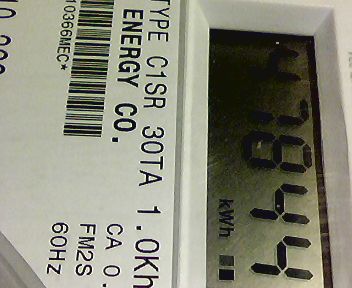 47844
kWh
TYPE C1SR 30TA 1.0Kh
ENERGY CO.
CA 0.
FM2S
10366MEC*
60Hz